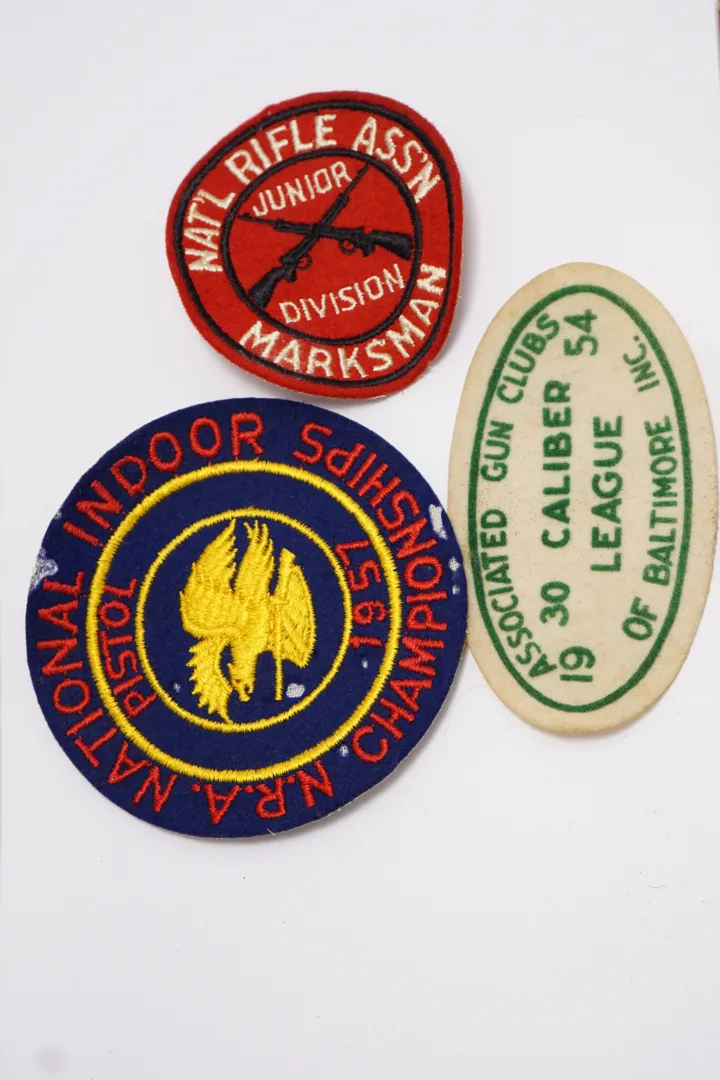 NAT'L RIFLE ASS'N
JUNIOR
DIVISION
MARKSMAN
ASSOCIATED GUN CLUBS
19 54
30 CALIBER
LEAGUE
OF BALTIMORE INC.
N.R.A. NATIONAL INDOOR
CHAMPIONSHIPS
PISTOL
1957